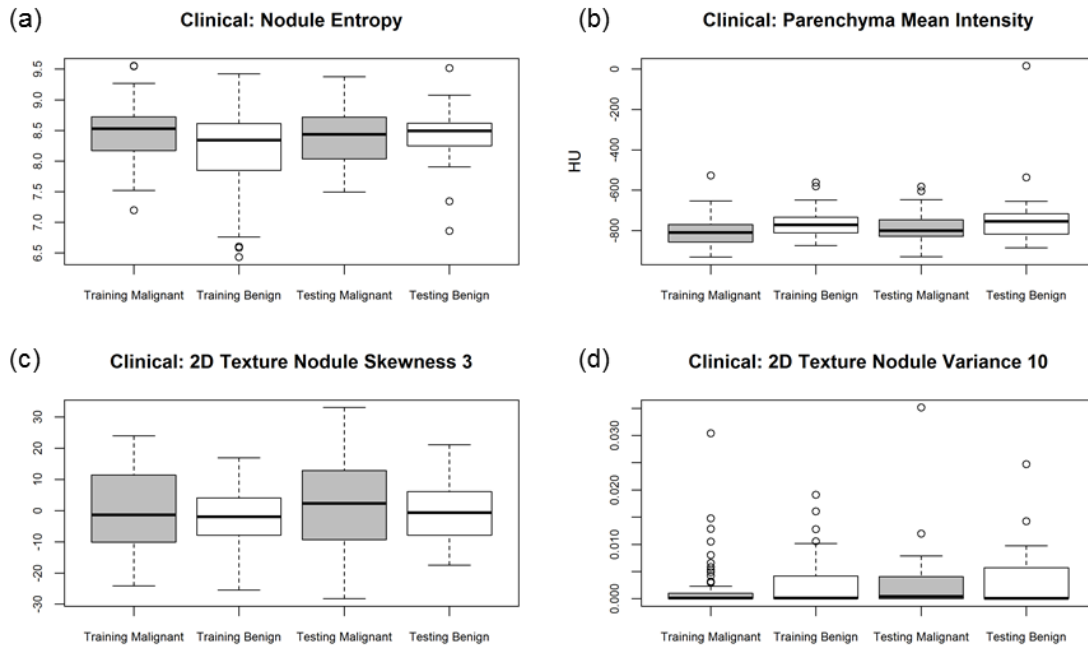 (a)
Clinical: Nodule Entropy
9.5
9.0
8.5
8.0
7.5
7.0
6.5
Training Malignant Training Benign Testing Malignant Testing Benign
(b)
Clinical: Parenchyma Mean Intensity
HU
0
-200
-400
-600
-800
Training Malignant Training Benign Testing Malignant Testing Benign
(c)
Clinical: 2D Texture Nodule Skewness 3
30
20
10
0
-10
-20
-30
Training Malignant Training Benign Testing Malignant Testing Benign
(d)
Clinical: 2D Texture Nodule Variance 10
0.030
0.020
0.010
0.000
Training Malignant Training Benign Testing Malignant Testing Benign